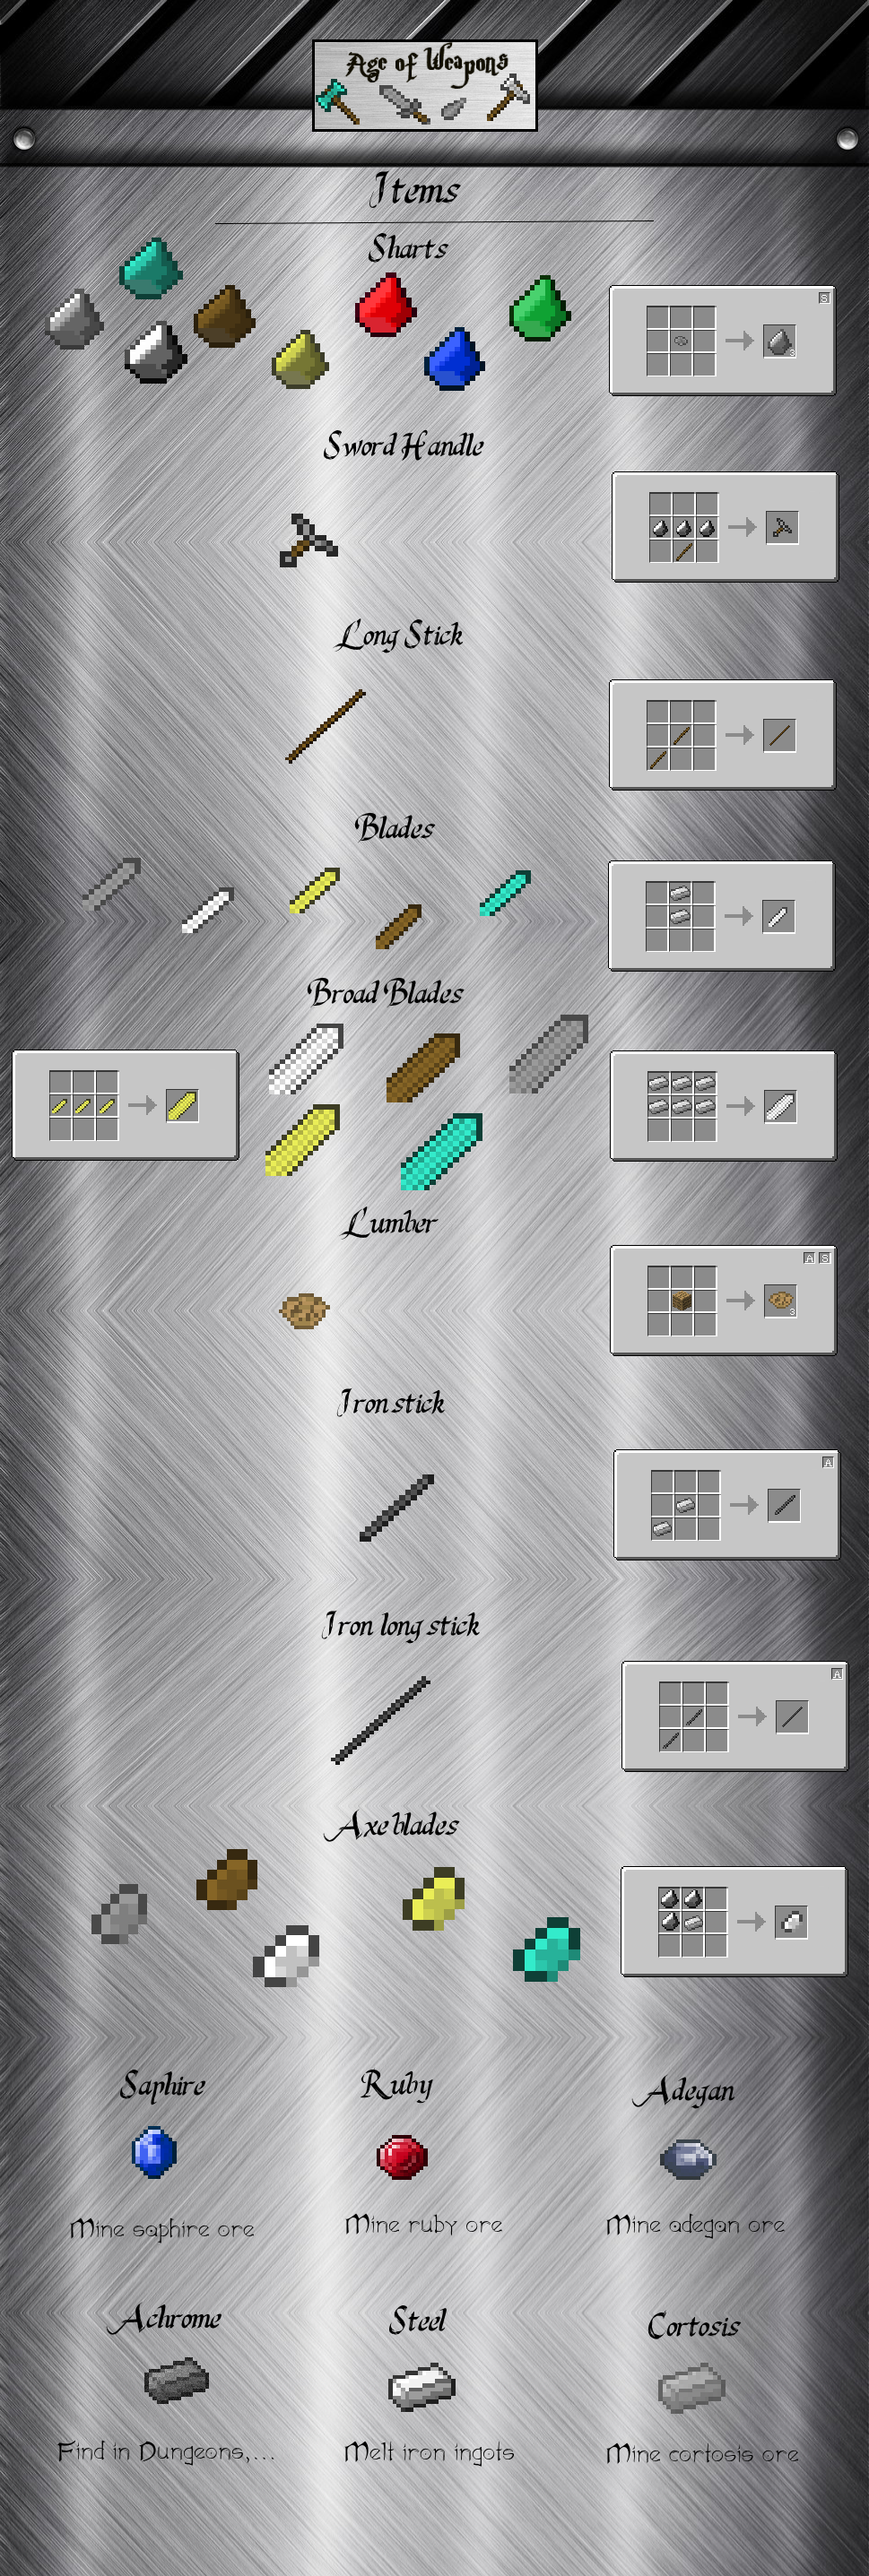 Age of Weapons
Items
Sharts
S
3
Sword Handle
Long Stick
Blades
Broad Blades
Lumber
A S
3
Iron stick
A
Iron long stick
A
Axe blades
Saphire
Ruby
Adegan
Mine saphire ore
Mine ruby ore
Mine adegan ore
Achrome
Steel
Cortosis
Find in Dungeons,...
Melt iron ingots
Mine cortosis ore